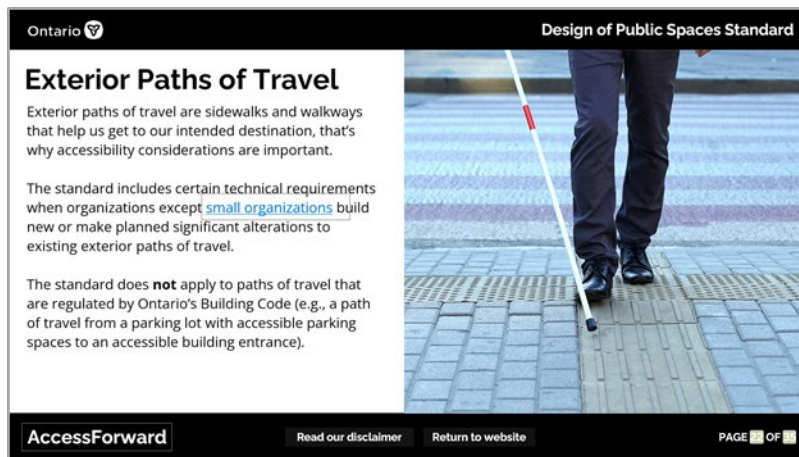 Ontario
Design of Public Spaces Standard
Exterior Paths of Travel
Exterior paths of travel are sidewalks and walkways
that help us get to our intended destination, that's
why accessibility considerations are important.
The standard includes certain technical requirements
when organizations except small organizations build
new or make planned significant alterations to
existing exterior paths of travel.
The standard does not apply to paths of travel that
are regulated by Ontario's Building Code (e.g., a path
of travel from a parking lot with accessible parking
spaces to an accessible building entrance).
AccessForward
Read our disclaimer
Return to website
PAGE 22 OF 35